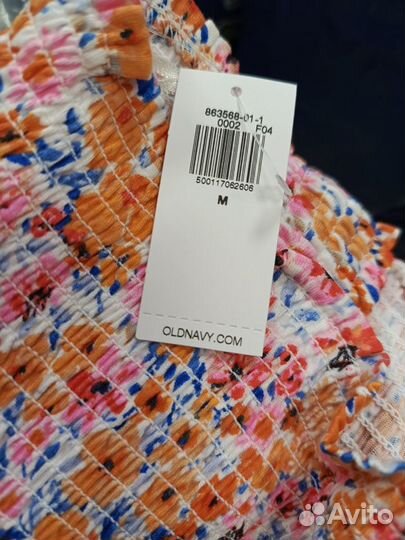 863568-01-1
0002 F04
500117062606
M
OLDNAVY.COM
Avito